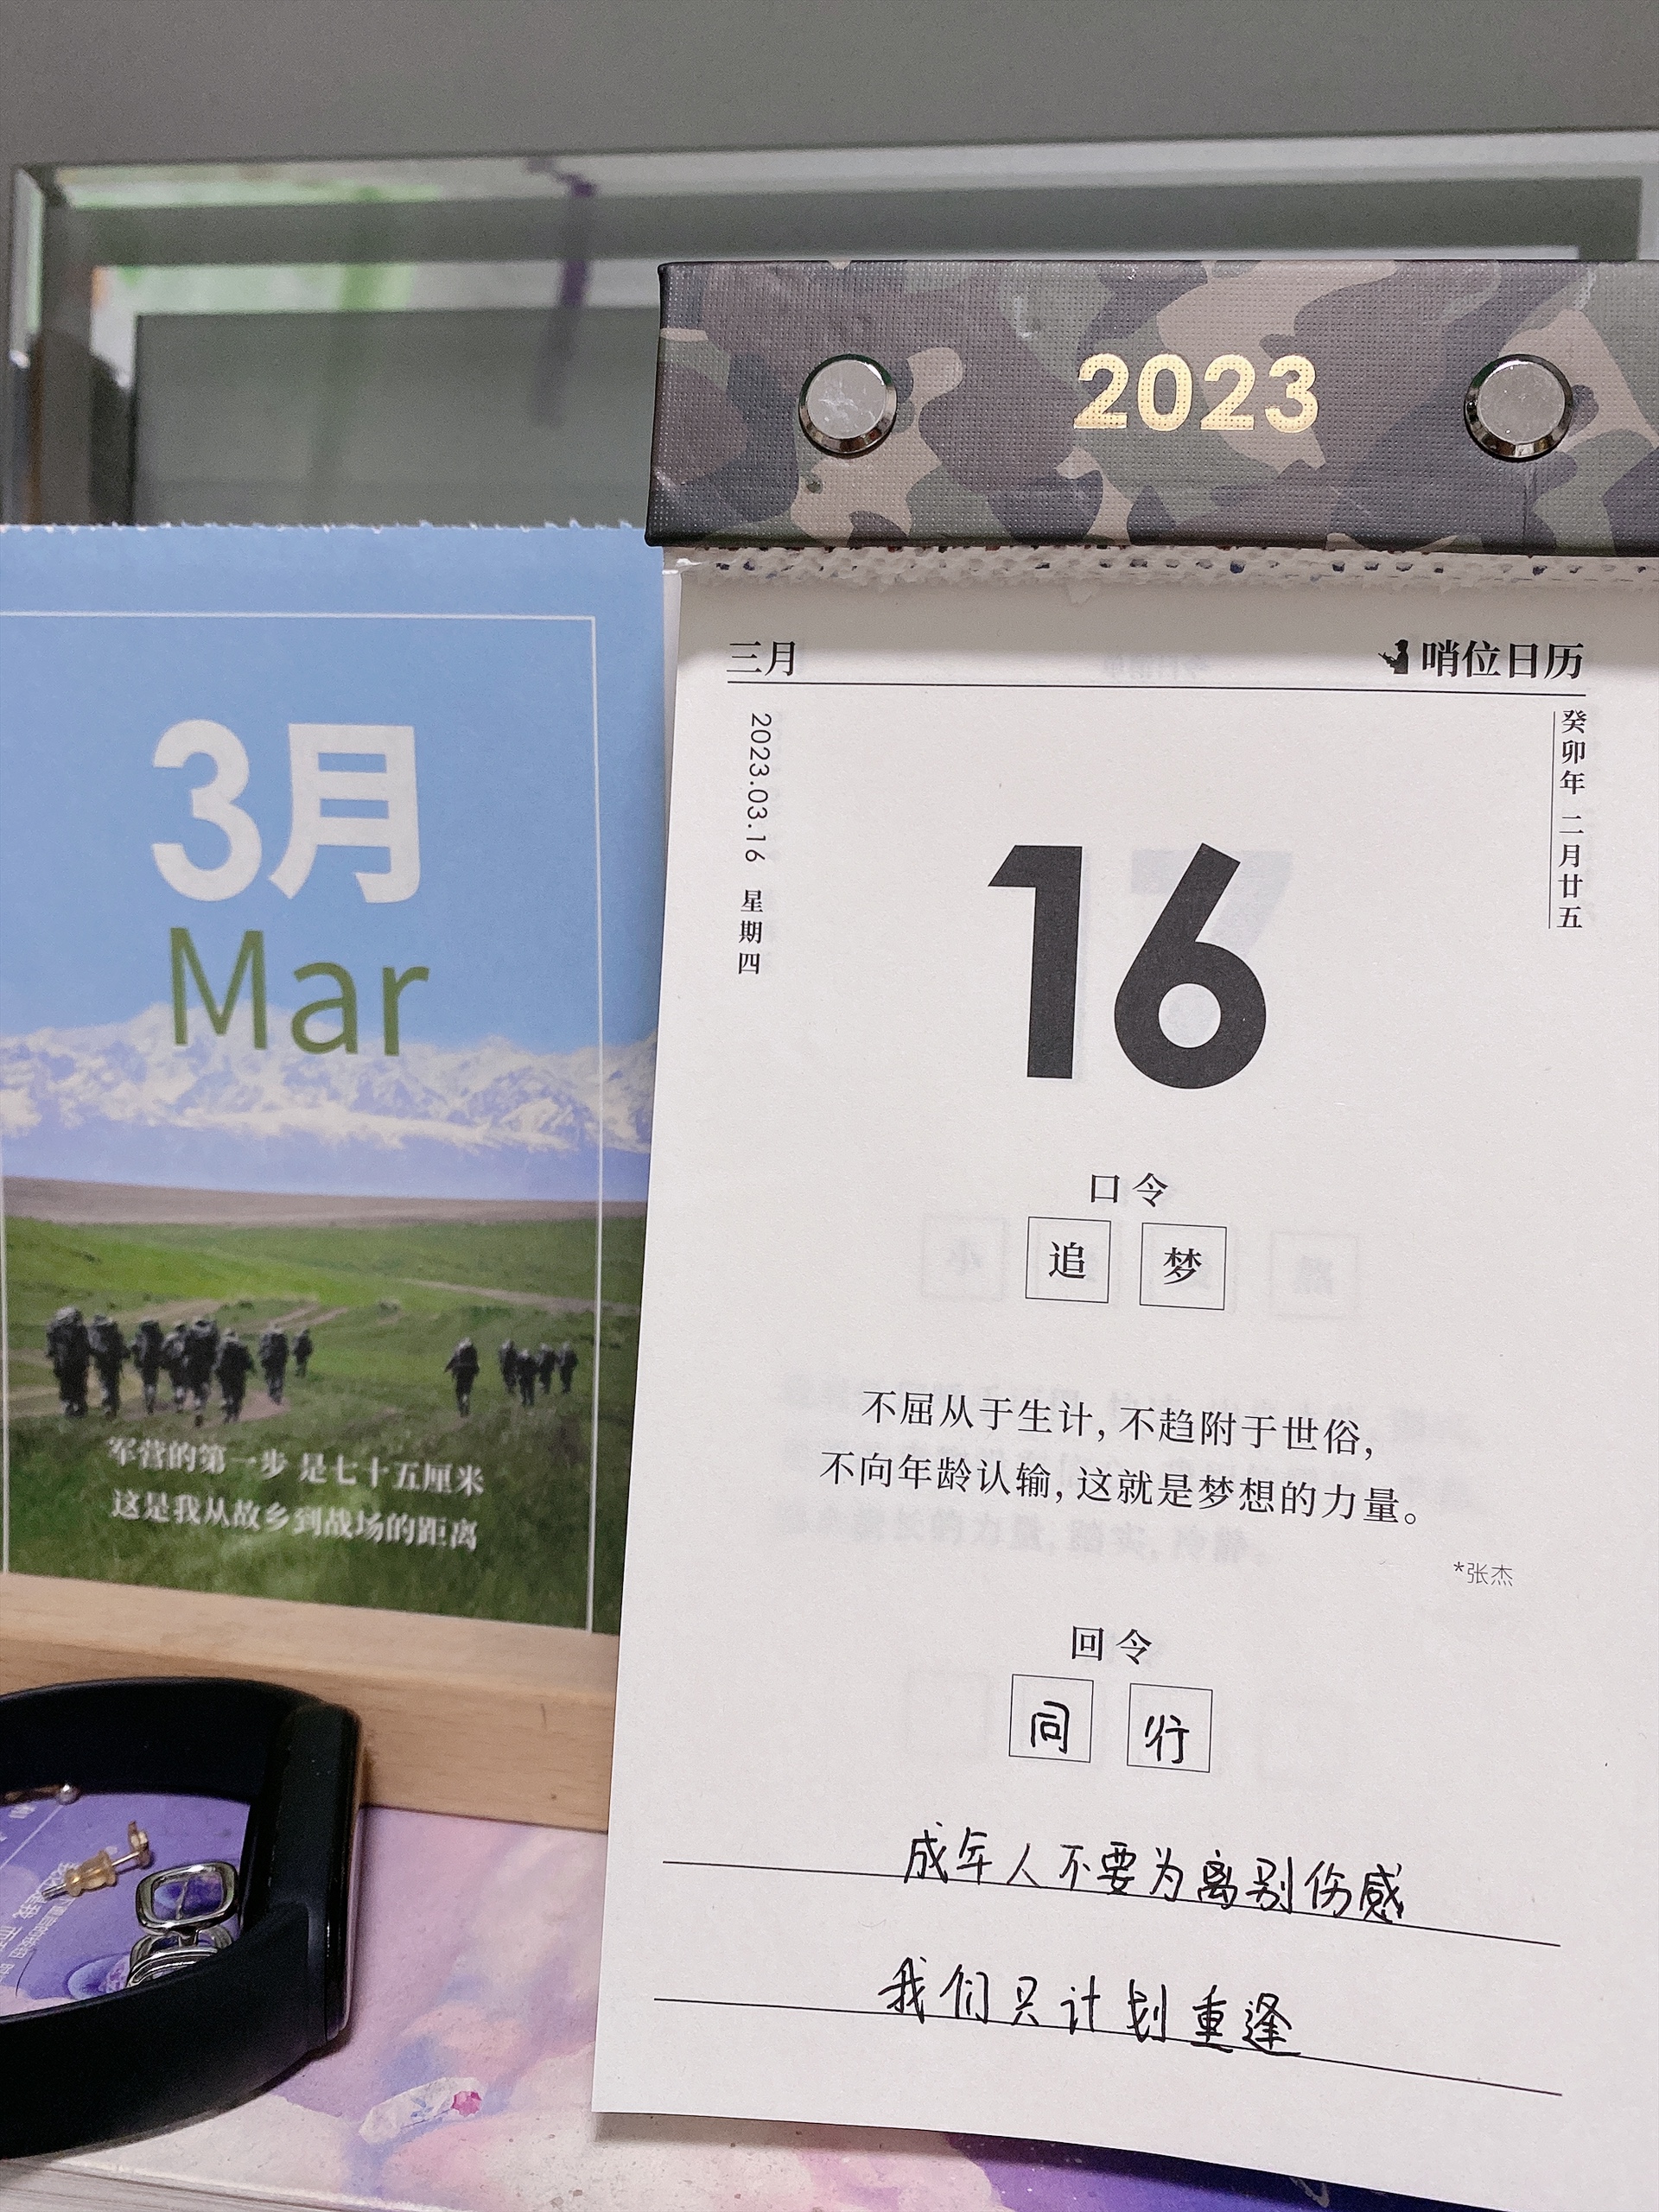 2023
三月
哨位日历
2023.03.16 星期四
癸卯年 二月廿五
16
口令
追 梦
不屈从于生计,不趋附于世俗,
不向年龄认输,这就是梦想的力量。
*张杰
回令
同 行
成年人不要为离别伤感
我们只计划重逢
3月
Mar
军营的第一步 是七十五厘米
这是我从故乡到战场的距离